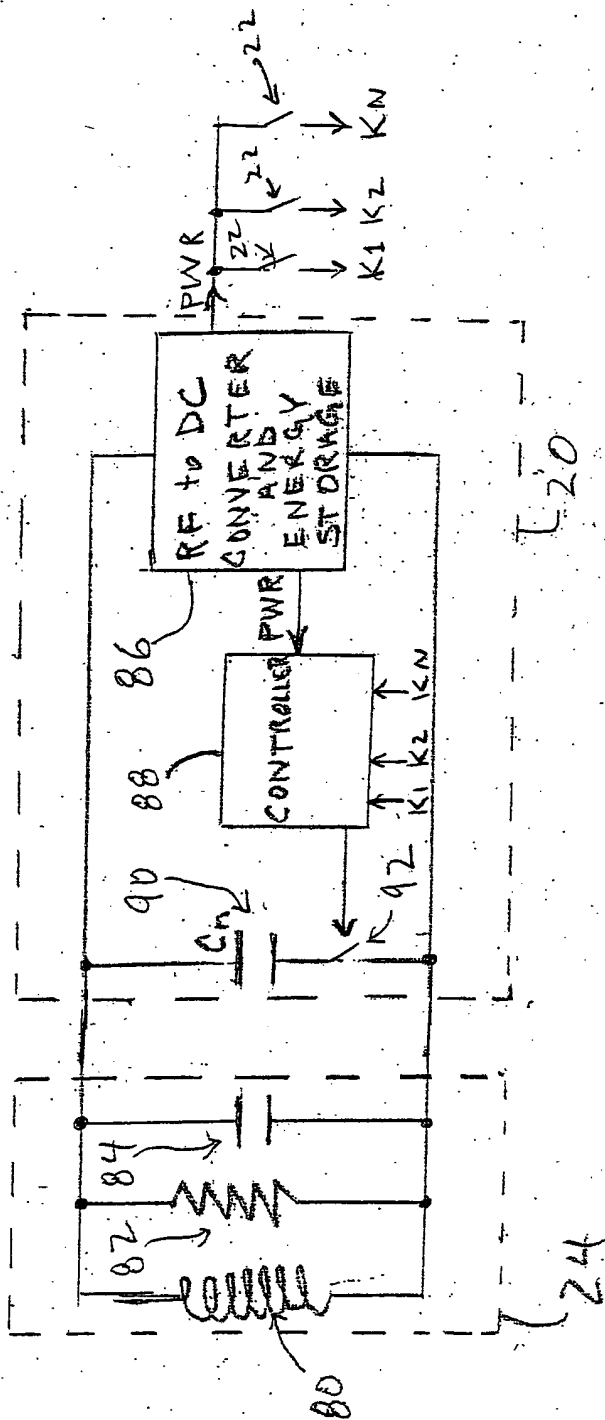 80
82
84
24
Cn
90
92
88
CONTROLLER
K1 K2 KN
PWR
86
RF to DC
CONVERTER
AND
ENERGY
STORAGE
20
PWR
22
22
22
K1 K2 KN